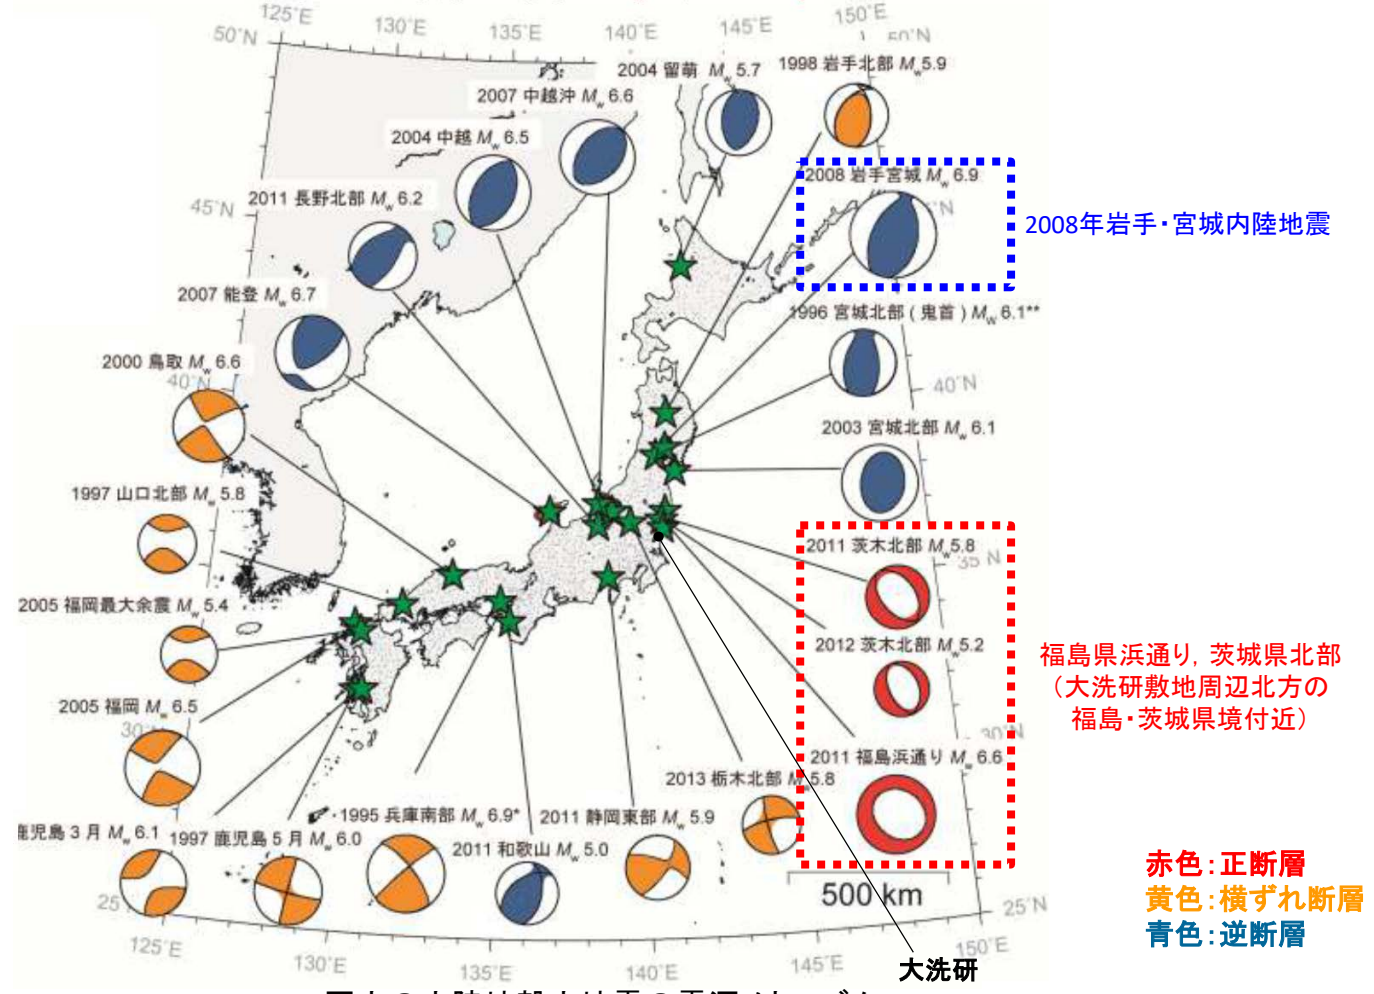 125˚E
130˚E
135˚E
140˚E
145˚E
150˚E
50˚N
50˚N
2004 留萌 Mw 5.7
1998 岩手北部 Mw 5.9
2007 中越沖 Mw 6.6
2004 中越 Mw 6.5
2008 岩手宮城 Mw 6.9
2011 長野北部 Mw 6.2
45˚N
˚N
2008年岩手・宮城内陸地震
2007 能登 Mw 6.7
1996 宮城北部 ( 鬼首 ) Mw 6.1**
2000 鳥取 Mw 6.6
40˚N
40˚N
2003 宮城北部 Mw 6.1
1997 山口北部 Mw 5.8
2011 茨木北部 Mw 5.8
35˚N
2005 福岡最大余震 Mw 5.4
2012 茨木北部 Mw 5.2
福島県浜通り，茨城県北部
（大洗研敷地周辺北方の
福島・茨城県境付近）
2005 福岡 Mw 6.5
30˚N
30˚N
2011 福島浜通り Mw 6.6
2013 栃木北部 Mw 5.8
1995 兵庫南部 Mw 6.9*
2011 静岡東部 Mw 5.9
鹿児島 3 月 Mw 6.1
1997 鹿児島 5 月 Mw 6.0
2011 和歌山 Mw 5.0
赤色：正断層
黄色：横ずれ断層
青色：逆断層
500 km
25˚
25˚N
125˚E
130˚E
135˚E
140˚E
145˚E
150˚E
大洗研